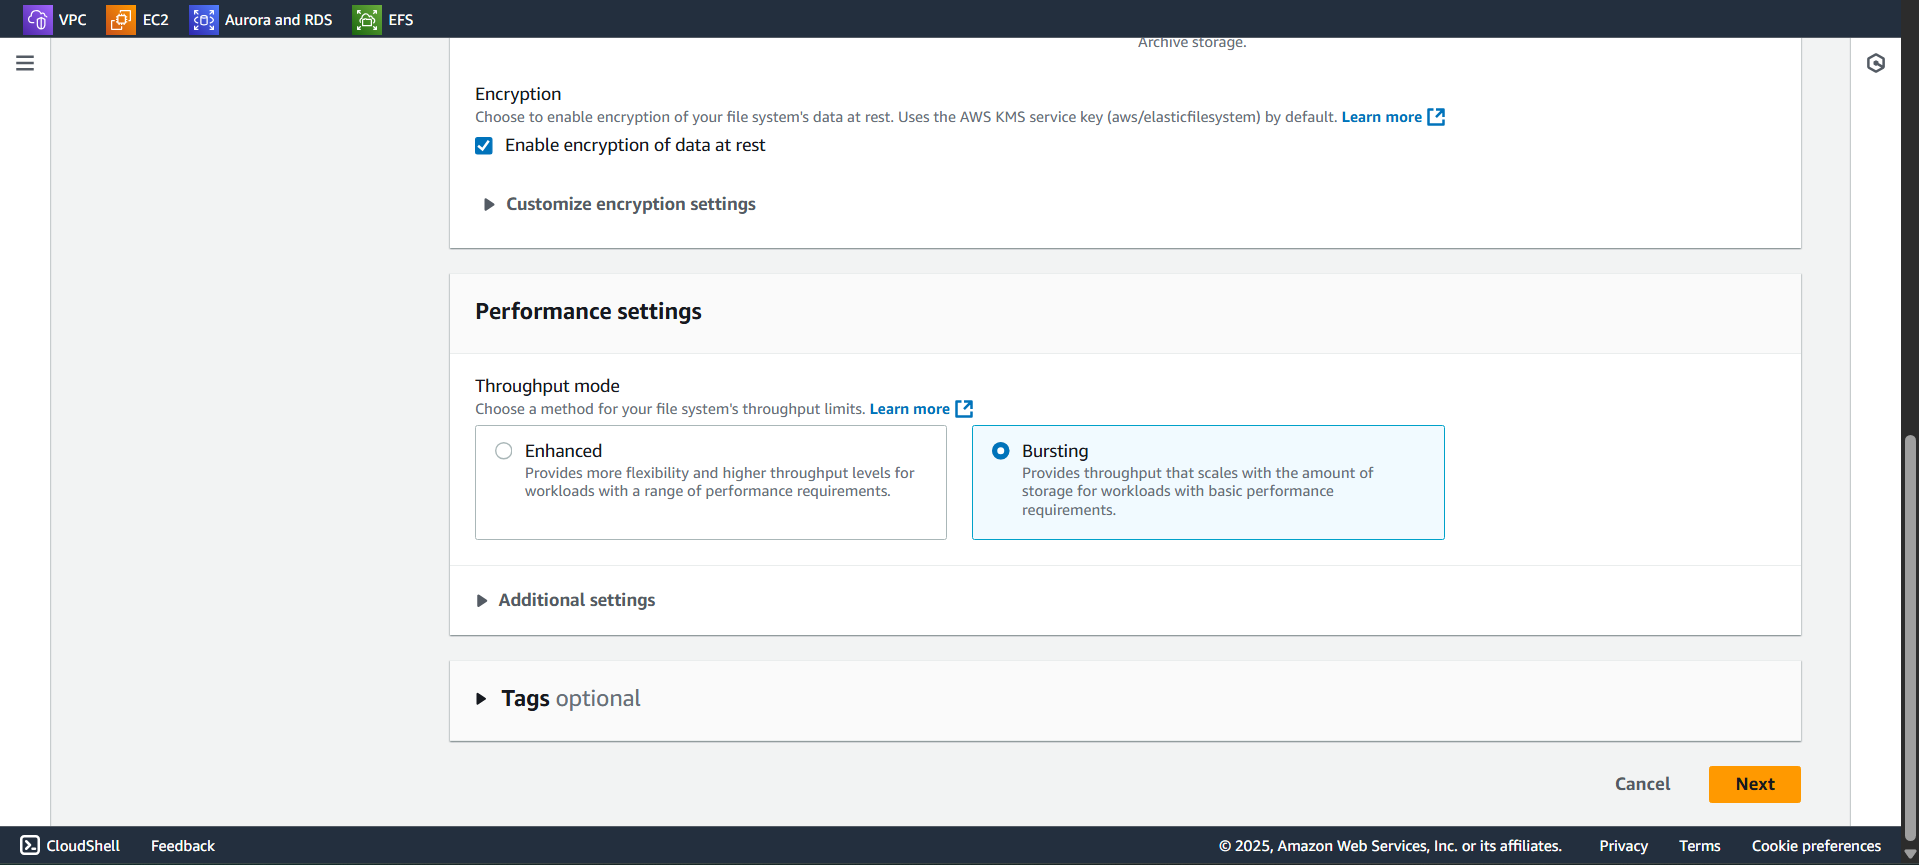 VPC EC2 Aurora and RDS EFS
Archive storage.
Encryption
Choose to enable encryption of your file system's data at rest. Uses the AWS KMS service key (aws/elasticfilesystem) by default. Learn more
Enable encryption of data at rest
Customize encryption settings
Performance settings
Throughput mode
Choose a method for your file system's throughput limits. Learn more
Enhanced
Provides more flexibility and higher throughput levels for
workloads with a range of performance requirements.
Bursting
Provides throughput that scales with the amount of
storage for workloads with basic performance
requirements.
Additional settings
Tags optional
Cancel Next
CloudShell Feedback © 2025, Amazon Web Services, Inc. or its affiliates. Privacy Terms Cookie preferences